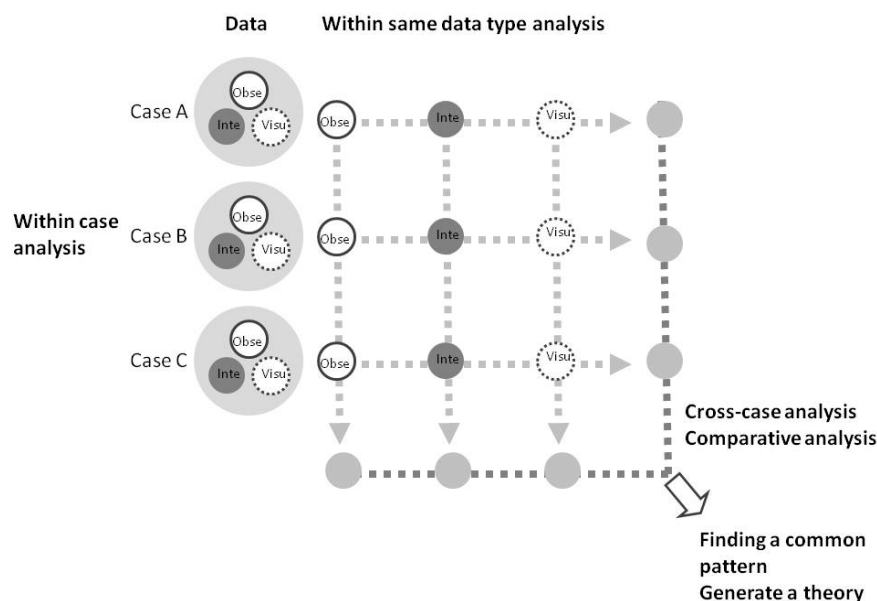 Data
Within same data type analysis
Case A
Obse
Inte
Visu
Obse
Inte
Visu
Within case
analysis
Case B
Obse
Inte
Visu
Obse
Inte
Visu
Case C
Obse
Inte
Visu
Obse
Inte
Visu
Cross-case analysis
Comparative analysis
Finding a common
pattern
Generate a theory